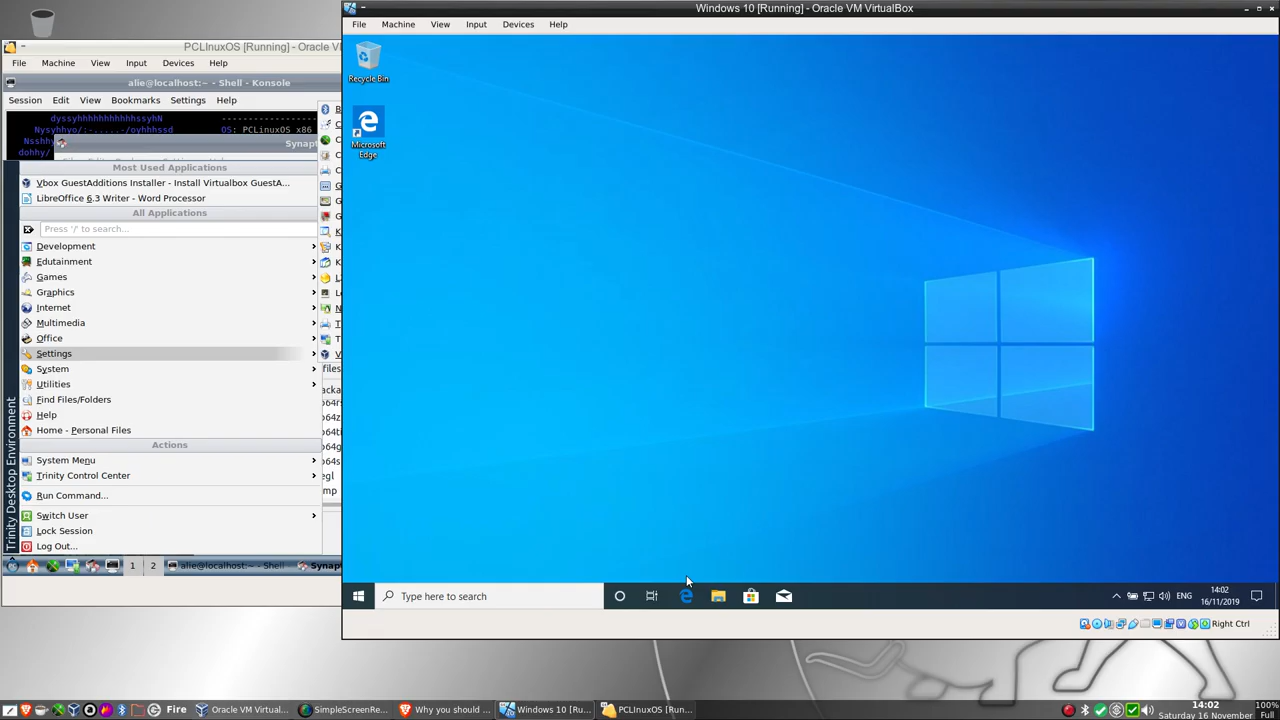 Windows 10 [Running] - Oracle VM VirtualBox
File Machine View Input Devices Help
Recycle Bin
Microsoft
Edge
Type here to search
ENG
14:02
16/11/2019
Right Ctrl
PCLInuxOS [Running] - Oracle VM
File Machine View Input Devices Help
alie@localhost:~ - Shell - Konsole
Session Edit View Bookmarks Settings Help
dyssyhhhhhhhhhhhssyhN
Nysyhhyo/:-.....-/oyhhhssd OS: PCLinuxOS x86
Synap
Most Used Applications
Vbox GuestAdditions Installer - Install Virtualbox GuestA...
LibreOffice 6.3 Writer - Word Processor
All Applications
Press '/' to search...
Development
Edutainment
Games
Graphics
Internet
Multimedia
Office
Settings
System
Utilities
Find Files/Folders
Help
Home - Personal Files
Actions
System Menu
Trinity Control Center
Run Command...
Switch User
Lock Session
Log Out...
Trinity Desktop Environment
1 2 alie@localhost:~ - Shell Synap
Fire Oracle VM Virtual... SimpleScreenRe... Why you should ... Windows 10 [Ru... PCLInuxOS [Run...
14:02
Saturday 16 November
100%
Full